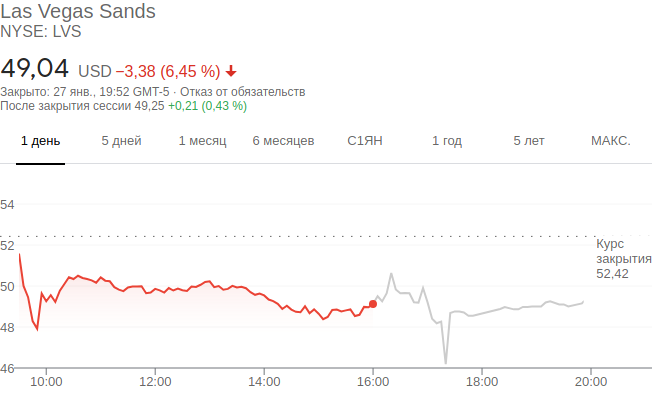 Las Vegas Sands
NYSE: LVS
49,04 USD −3,38 (6,45 %)
Закрыто: 27 янв., 19:52 GMT-5 · Отказ от обязательств
После закрытия сессии 49,25 +0,21 (0,43 %)
1 день 5 дней 1 месяц 6 месяцев С1ЯН 1 год 5 лет МАКС.
54
52
50
48
46
Курс
закрытия
52,42
10:00 12:00 14:00 16:00 18:00 20:00